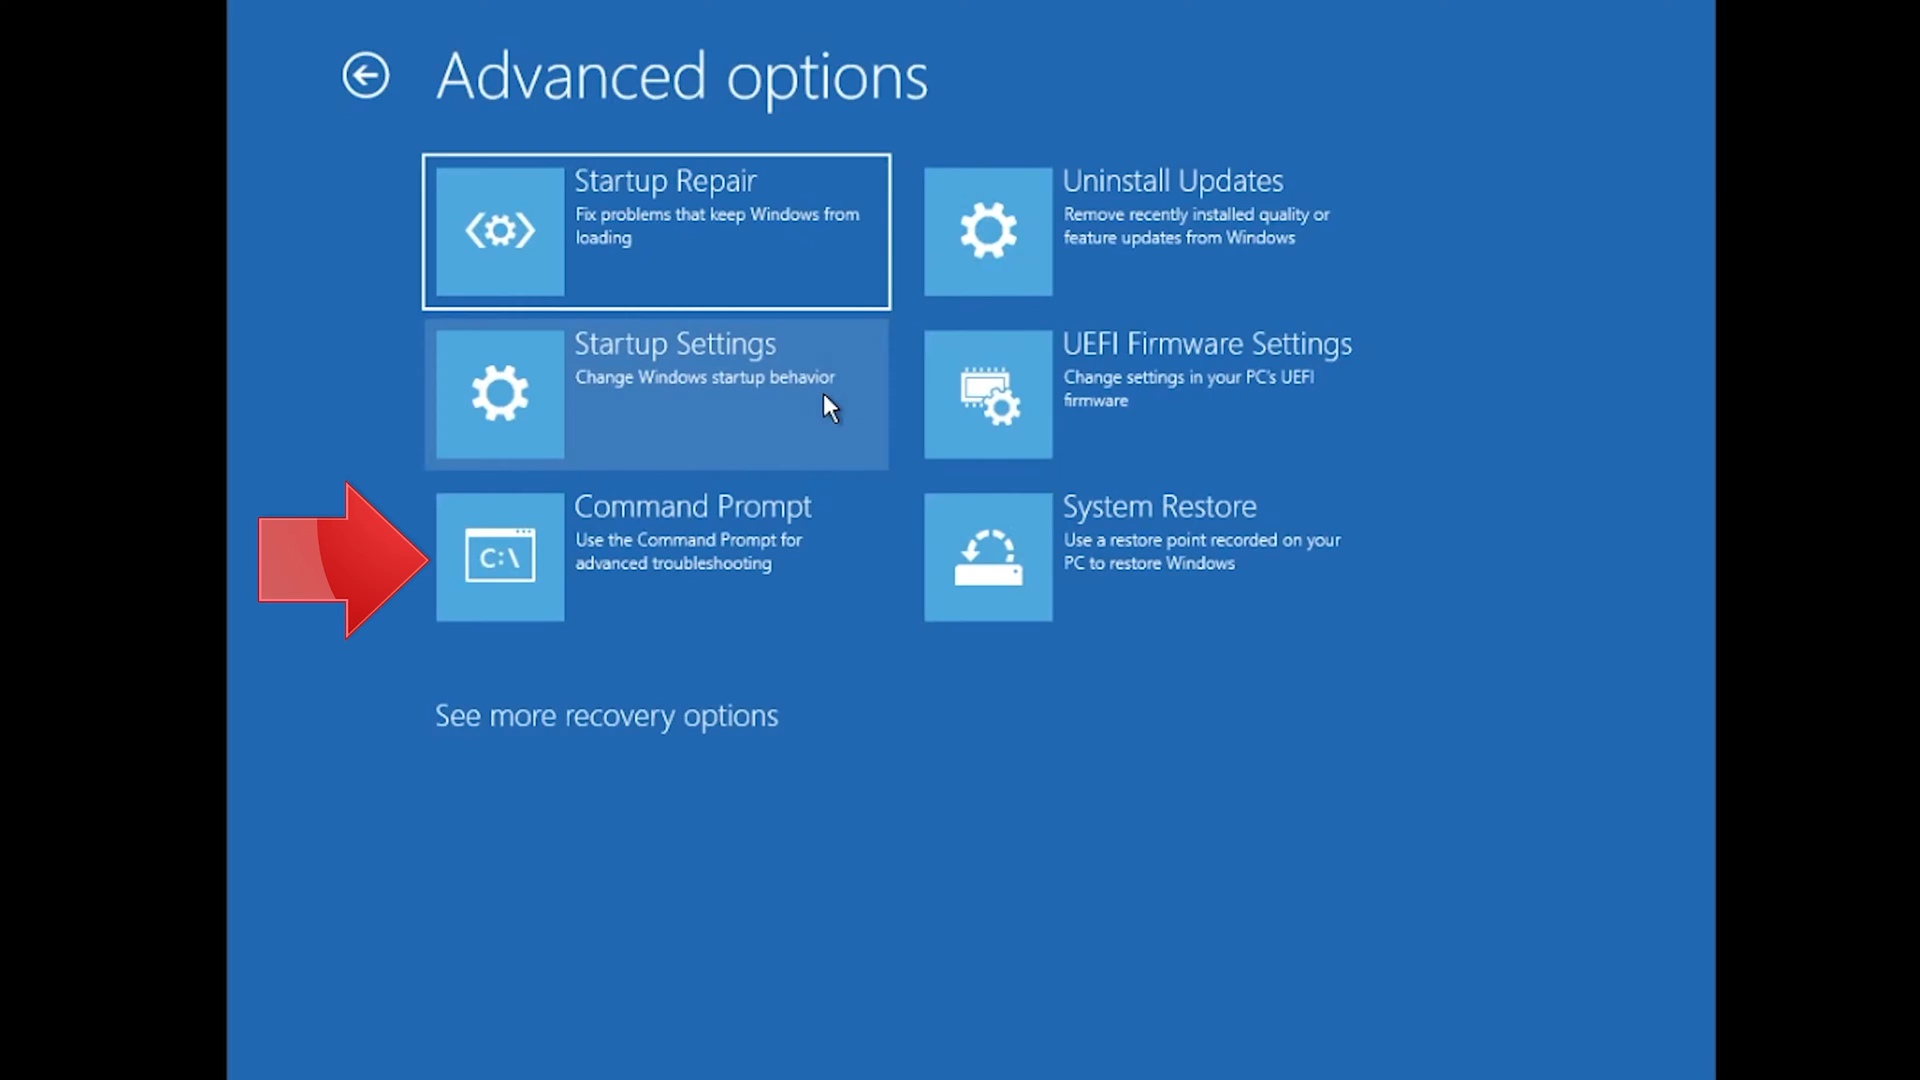 Advanced options
Startup Repair
Fix problems that keep Windows from
loading
Uninstall Updates
Remove recently installed quality or
feature updates from Windows
Startup Settings
Change Windows startup behavior
UEFI Firmware Settings
Change settings in your PC's UEFI
firmware
C:\
Command Prompt
Use the Command Prompt for
advanced troubleshooting
System Restore
Use a restore point recorded on your
PC to restore Windows
See more recovery options